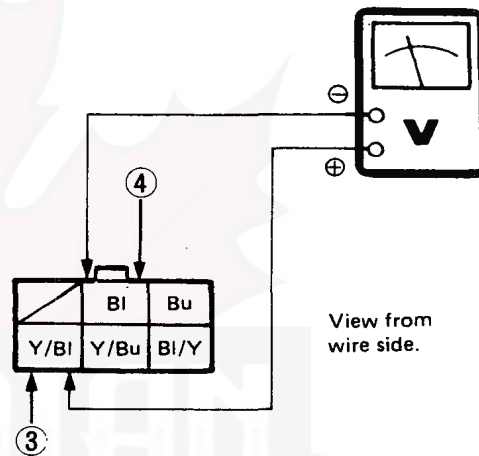 ⊖
V
⊕
④
Bl Bu
Y/Bl Y/Bu Bl/Y
View from
wire side.
③